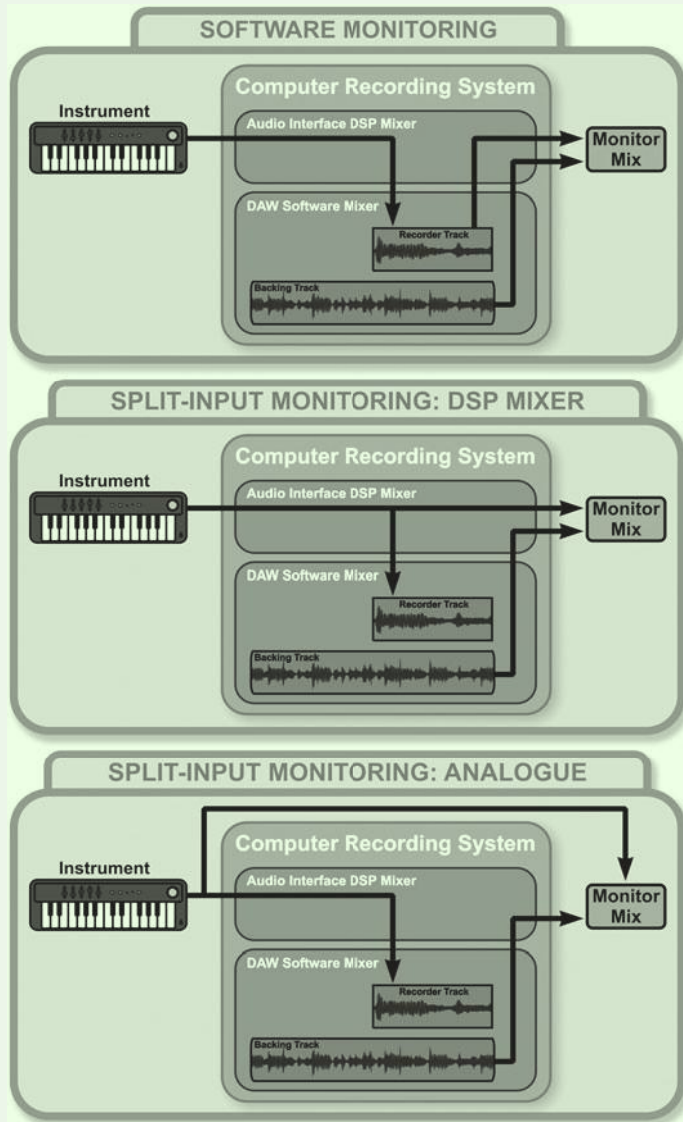 SOFTWARE MONITORING
Computer Recording System
Instrument
Audio Interface DSP Mixer
Monitor
Mix
DAW Software Mixer
Recorder Track
Backing Track
SPLIT-INPUT MONITORING: DSP MIXER
Computer Recording System
Instrument
Audio Interface DSP Mixer
Monitor
Mix
DAW Software Mixer
Recorder Track
Backing Track
SPLIT-INPUT MONITORING: ANALOGUE
Computer Recording System
Instrument
Audio Interface DSP Mixer
Monitor
Mix
DAW Software Mixer
Recorder Track
Backing Track